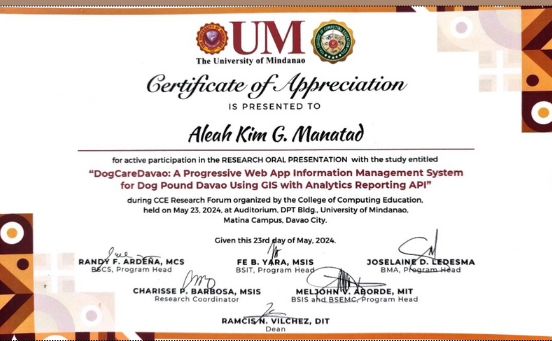 UM
The University of Mindanao
Certificate of Appreciation
IS PRESENTED TO
Aleah Kim G. Manatad
for active participation in the RESEARCH ORAL PRESENTATION with the study entitled
"DogCareDavao: A Progressive Web App Information Management System
for Dog Pound Davao Using GIS with Analytics Reporting API"
during CCE Research Forum organized by the College of Computing Education,
held on May 23, 2024, at Auditorium, DPT Bldg., University of Mindanao,
Matina Campus, Davao City.
Given this 23rd day of May, 2024.
RANDY F. ARDEÑA, MCS
BSCS, Program Head
FE B. YARA, MSIS
BSIT, Program Head
JOSELAINE D. LEDESMA
BMA, Program Head
CHARISSE P. BARBOSA, MSIS
Research Coordinator
MELJOHN V. ABORDE, MIT
BSIS and BSEMC, Program Head
RAMCIS N. VILCHEZ, DIT
Dean